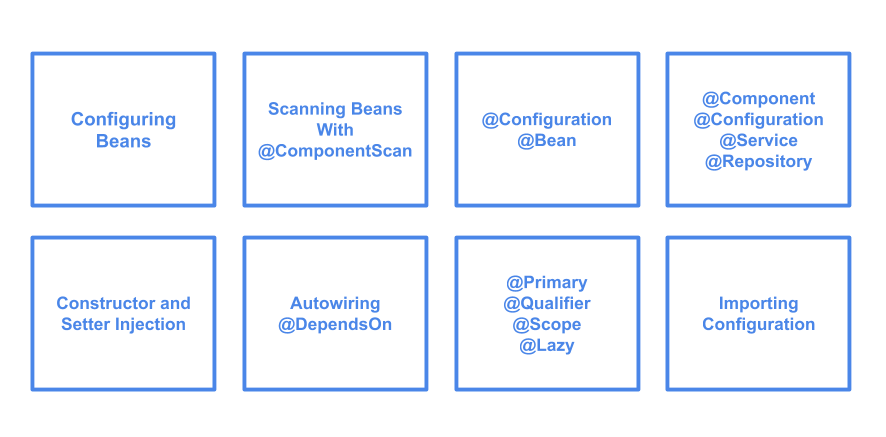 Configuring
Beans
Scanning Beans
With
@ComponentScan
@Configuration
@Bean
@Component
@Configuration
@Service
@Repository
Constructor and
Setter Injection
Autowiring
@DependsOn
@Primary
@Qualifier
@Scope
@Lazy
Importing
Configuration